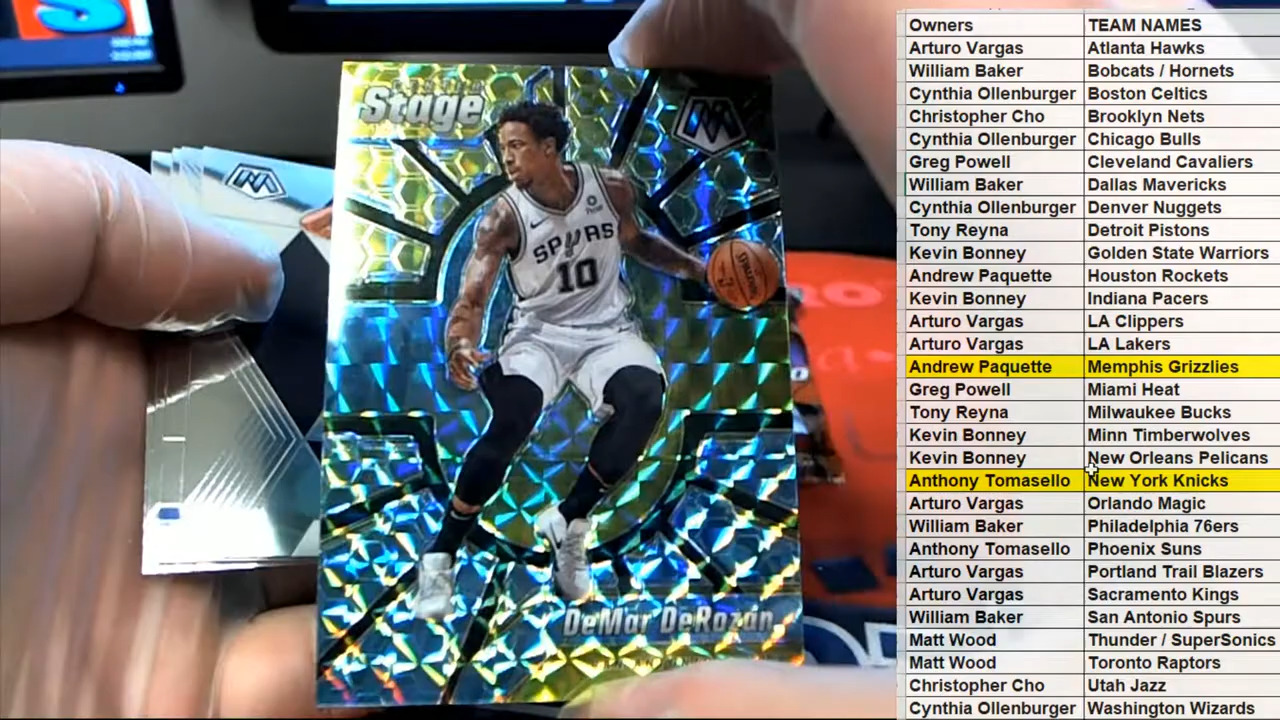 Stage
SPURS
10
SPALDING
DeMar DeRozan
Owners TEAM NAMES
Arturo Vargas Atlanta Hawks
William Baker Bobcats / Hornets
Cynthia Ollenburger Boston Celtics
Christopher Cho Brooklyn Nets
Cynthia Ollenburger Chicago Bulls
Greg Powell Cleveland Cavaliers
William Baker Dallas Mavericks
Cynthia Ollenburger Denver Nuggets
Tony Reyna Detroit Pistons
Kevin Bonney Golden State Warriors
Andrew Paquette Houston Rockets
Kevin Bonney Indiana Pacers
Arturo Vargas LA Clippers
Arturo Vargas LA Lakers
Andrew Paquette Memphis Grizzlies
Greg Powell Miami Heat
Tony Reyna Milwaukee Bucks
Kevin Bonney Minn Timberwolves
Kevin Bonney New Orleans Pelicans
Anthony Tomasello New York Knicks
Arturo Vargas Orlando Magic
William Baker Philadelphia 76ers
Anthony Tomasello Phoenix Suns
Arturo Vargas Portland Trail Blazers
Arturo Vargas Sacramento Kings
William Baker San Antonio Spurs
Matt Wood Thunder / SuperSonics
Matt Wood Toronto Raptors
Christopher Cho Utah Jazz
Cynthia Ollenburger Washington Wizards